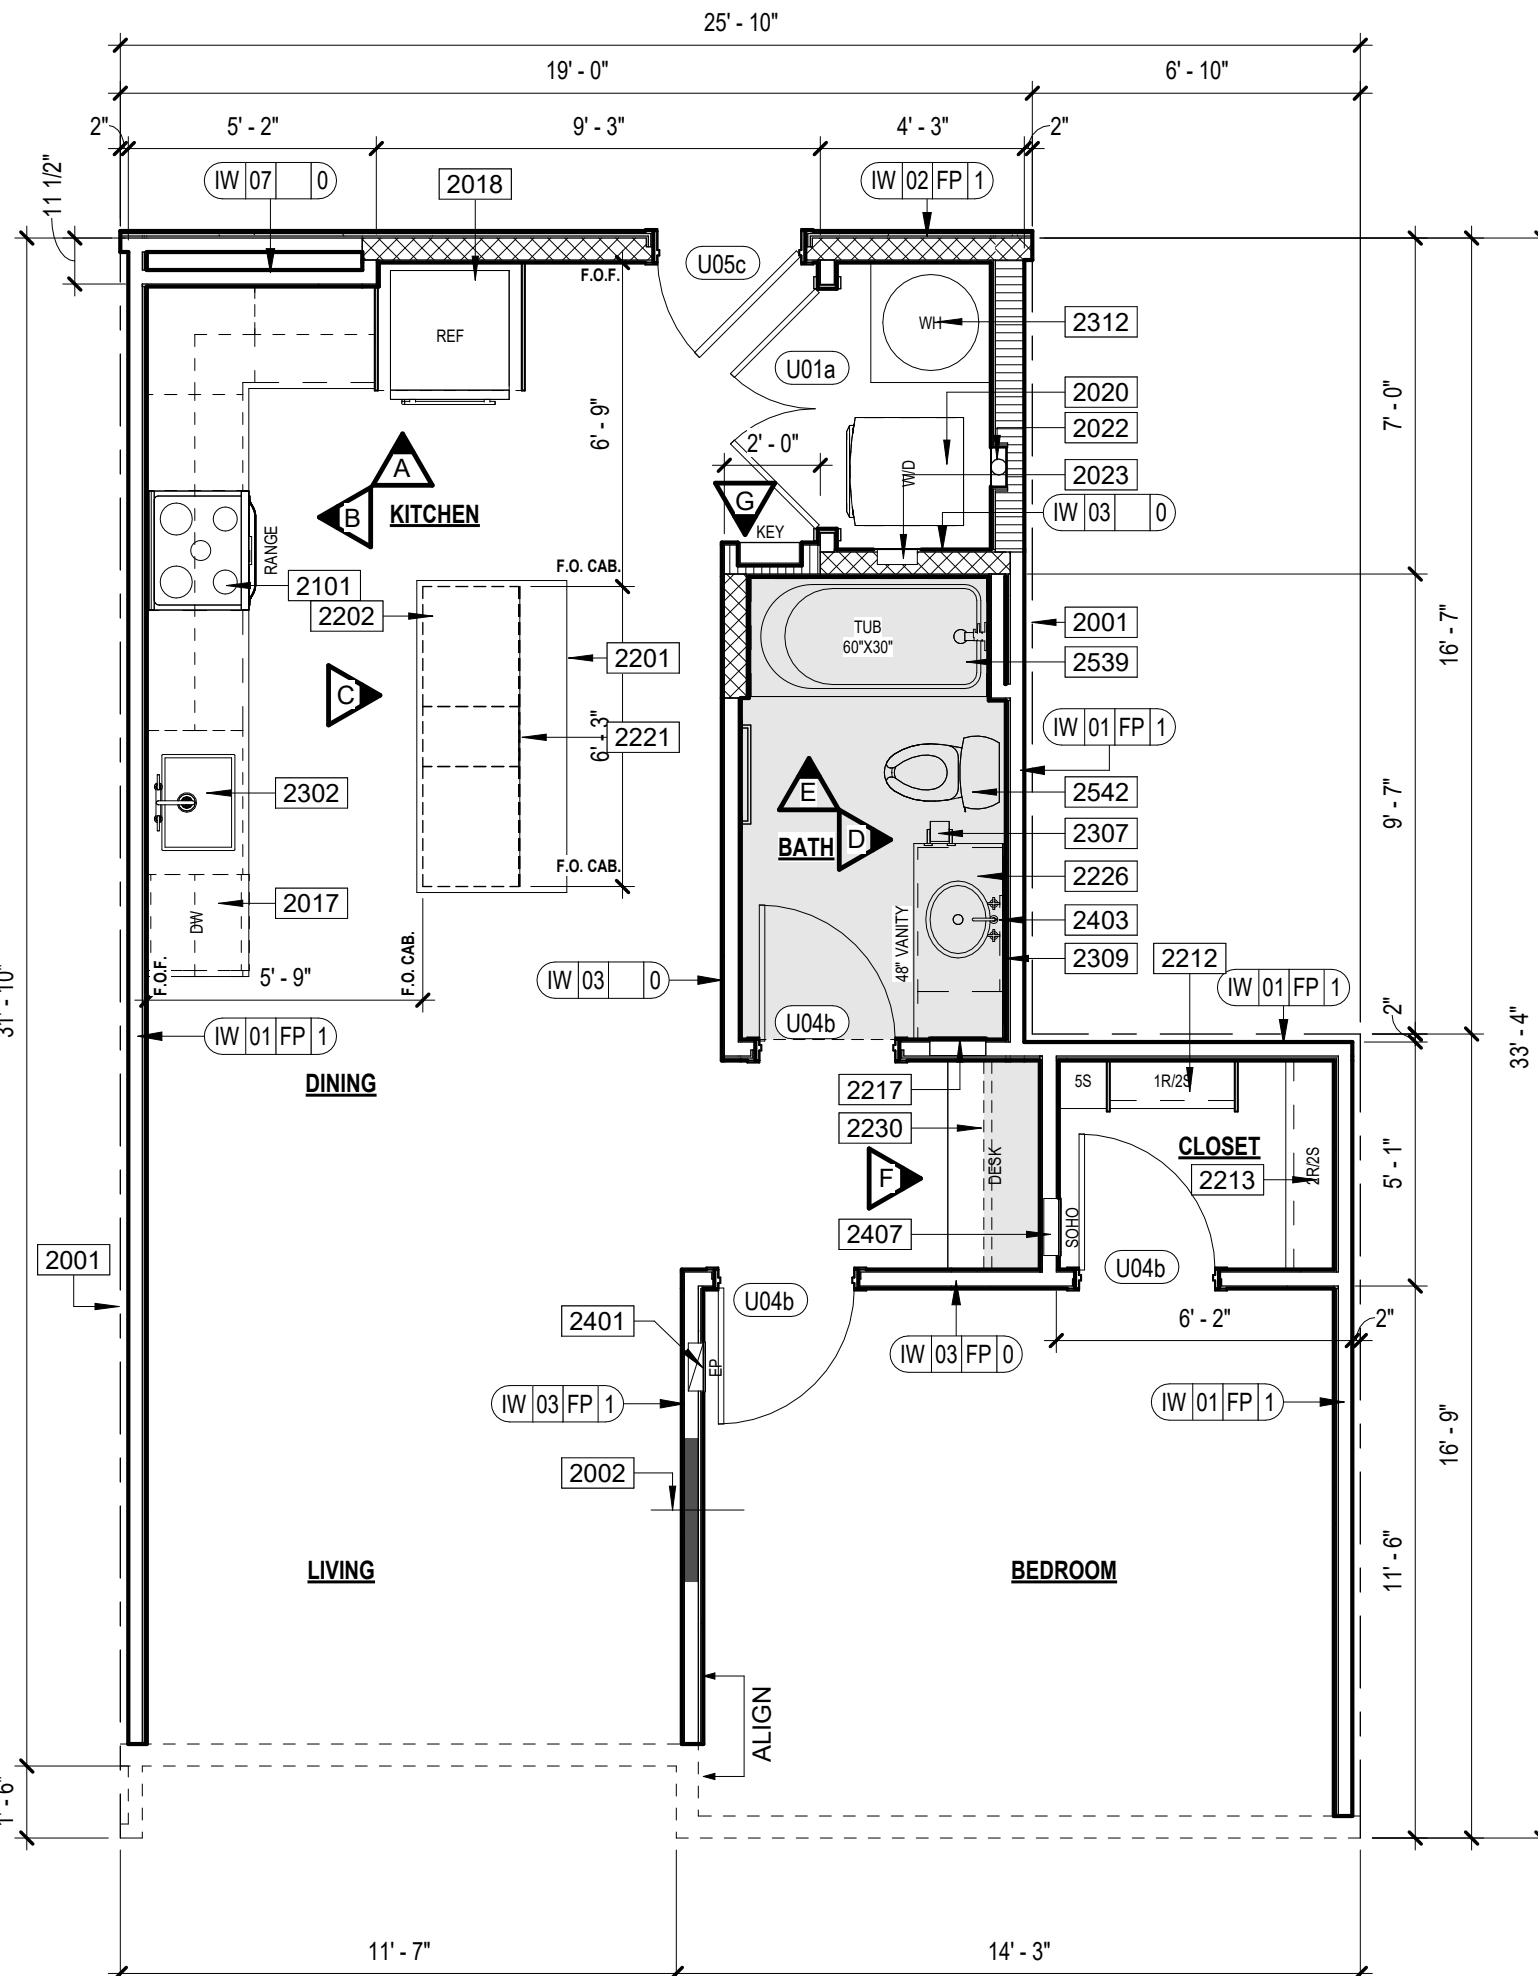 25' - 10"
19' - 0"
6' - 10"
2"
5' - 2"
9' - 3"
4' - 3"
2"
11 1/2"
IW 07 0
2018
IW 02 FP 1
F.O.F.
U05c
REF
WH
2312
U01a
6' - 9"
2020
7' - 0"
2022
2' - 0"
A
W/D
2023
B
KITCHEN
G
KEY
IW 03 0
RANGE
F.O. CAB.
2101
2202
TUB
60"X30"
2001
2201
2539
16' - 7"
C
6' - 3"
2221
IW 01 FP 1
2302
E
2542
9' - 7"
BATH
D
2307
F.O. CAB.
2226
2017
DW
48" VANITY
2403
2309
2212
F.O.F.
5' - 9"
F.O. CAB.
IW 03 0
IW 01 FP 1
31' - 10"
IW 01 FP 1
U04b
2"
33' - 4"
DINING
2217
5S
1R/2S
2230
CLOSET
5' - 1"
F
DESK
2213
2R/2S
2407
SOHO
2001
U04b
U04b
2401
6' - 2"
2"
EP
IW 03 FP 0
IW 03 FP 1
IW 01 FP 1
16' - 9"
2002
LIVING
BEDROOM
11' - 6"
ALIGN
1' - 6"
11' - 7"
14' - 3"